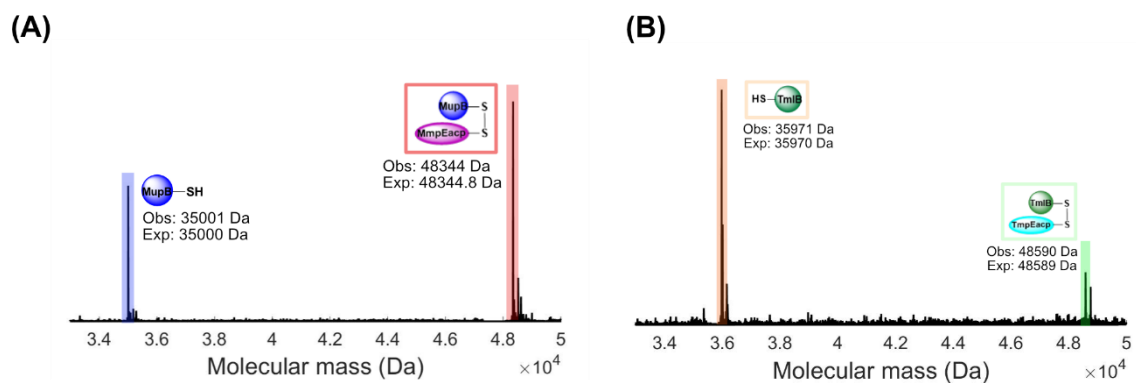 (A)
MupB
S
MmpEacp
S
Obs: 48344 Da
Exp: 48344.8 Da
MupB
SH
Obs: 35001 Da
Exp: 35000 Da
3.4 3.6 3.8 4 4.2 4.4 4.6 4.8 5
Molecular mass (Da)
×10⁴
(B)
HS
TmlB
Obs: 35971 Da
Exp: 35970 Da
TmlB
S
TmpEacp
S
Obs: 48590 Da
Exp: 48589 Da
3.4 3.6 3.8 4 4.2 4.4 4.6 4.8 5
Molecular mass (Da)
×10⁴